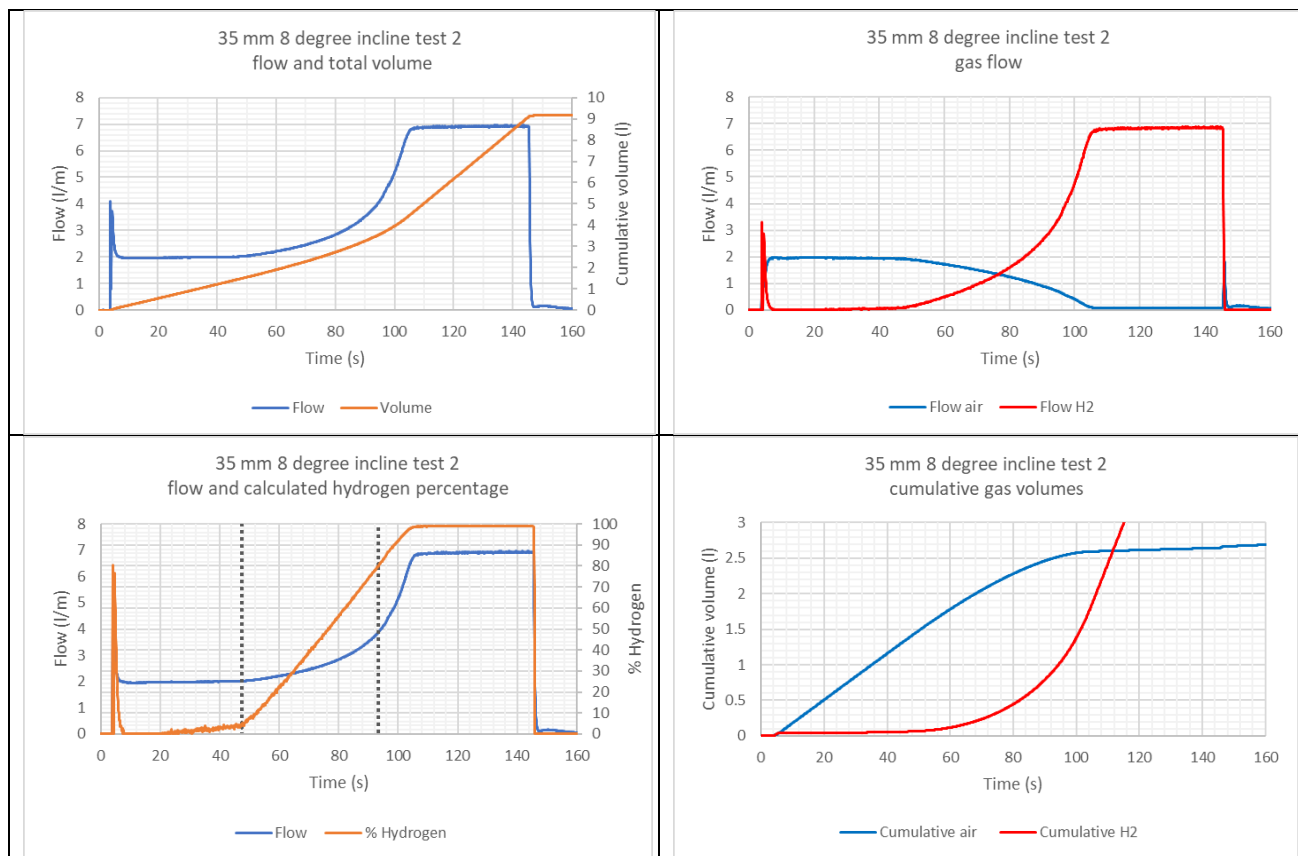 35 mm 8 degree incline test 2
flow and total volume
8
7
6
5
4
3
2
1
0
10
9
8
7
6
5
4
3
2
1
0
Flow (l/m)
Cumulative volume (l)
0 20 40 60 80 100 120 140 160
Time (s)
Flow Volume
35 mm 8 degree incline test 2
gas flow
8
7
6
5
4
3
2
1
0
Flow (l/m)
0 20 40 60 80 100 120 140 160
Time (s)
Flow air Flow H2
35 mm 8 degree incline test 2
flow and calculated hydrogen percentage
8
7
6
5
4
3
2
1
0
100
90
80
70
60
50
40
30
20
10
0
Flow (l/m)
% Hydrogen
0 20 40 60 80 100 120 140 160
Time (s)
Flow % Hydrogen
35 mm 8 degree incline test 2
cumulative gas volumes
3
2.5
2
1.5
1
0.5
0
Cumulative volume (l)
0 20 40 60 80 100 120 140 160
Time (s)
Cumulative air Cumulative H2